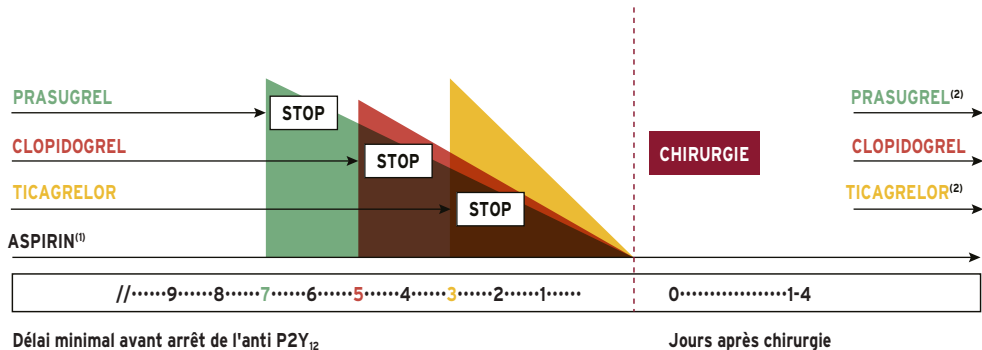 PRASUGREL STOP PRASUGREL(2)
CLOPIDOGREL STOP CHIRURGIE CLOPIDOGREL
TICAGRELOR STOP TICAGRELOR(2)
ASPIRIN(1)
//······9······8······7······6······5······4······3······2······1······ 0·················1-4
Délai minimal avant arrêt de l'anti P2Y12 Jours après chirurgie